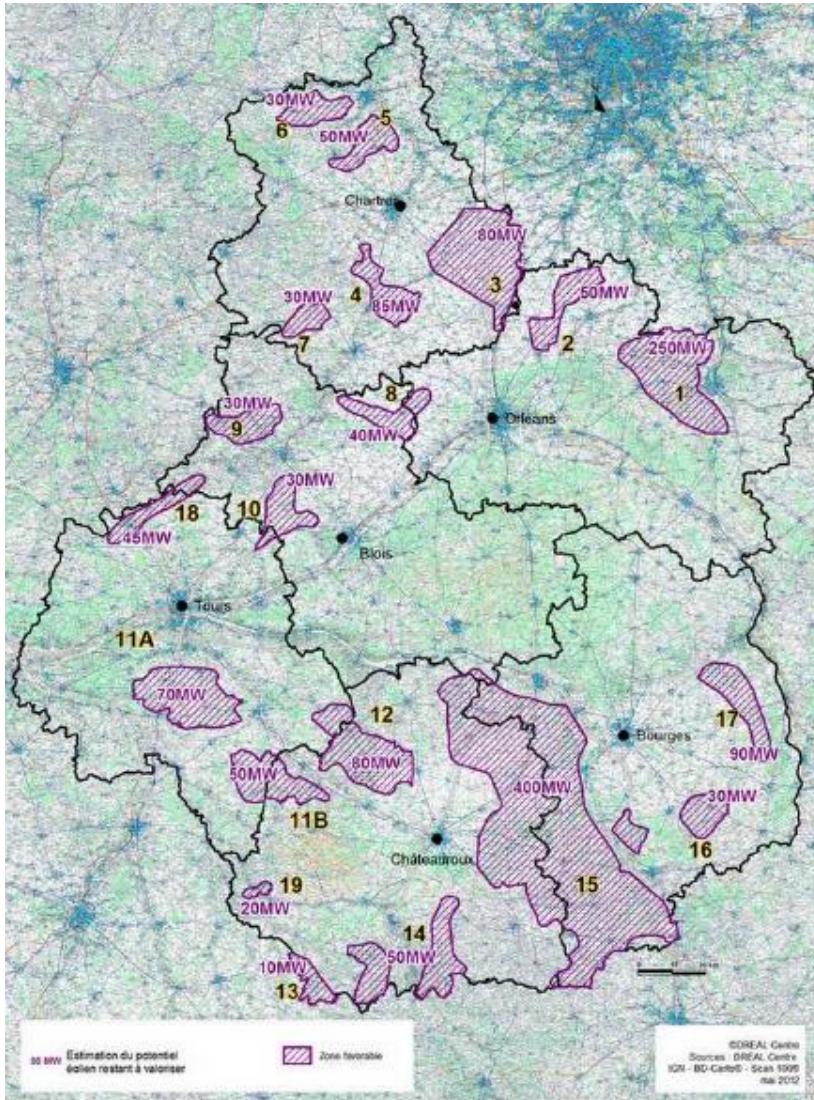 30MW
6
5
50MW
Chartres
80MW
3
4
85MW
30MW
7
50MW
2
250MW
1
8
40MW
Orleans
30MW
9
30MW
10
18
45MW
Blois
Tours
11A
70MW
12
80MW
50MW
11B
17
Bourges
90MW
400MW
30MW
16
Châteauroux
19
20MW
15
14
50MW
10MW
13
50 MW Estimation du potentiel
éolien restant à valoriser
Zone favorable
©DREAL Centre
Sources : DREAL Centre
IGN - BD-Carto® - Scan 100®
mai 2012